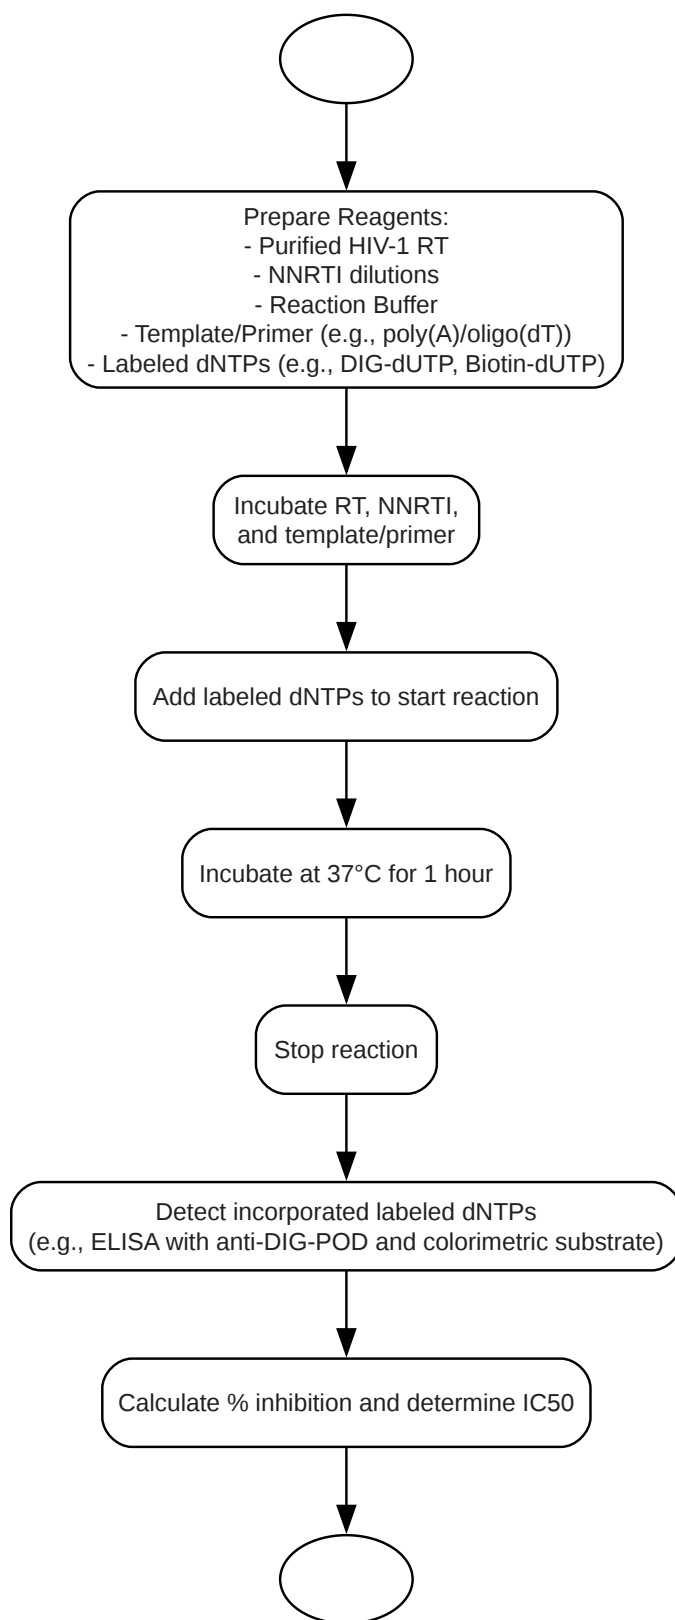 Prepare Reagents:
- Purified HIV-1 RT
- NNRTI dilutions
- Reaction Buffer
- Template/Primer (e.g., poly(A)/oligo(dT))
- Labeled dNTPs (e.g., DIG-dUTP, Biotin-dUTP)
Incubate RT, NNRTI,
and template/primer
Add labeled dNTPs to start reaction
Incubate at 37°C for 1 hour
Stop reaction
Detect incorporated labeled dNTPs
(e.g., ELISA with anti-DIG-POD and colorimetric substrate)
Calculate % inhibition and determine IC50